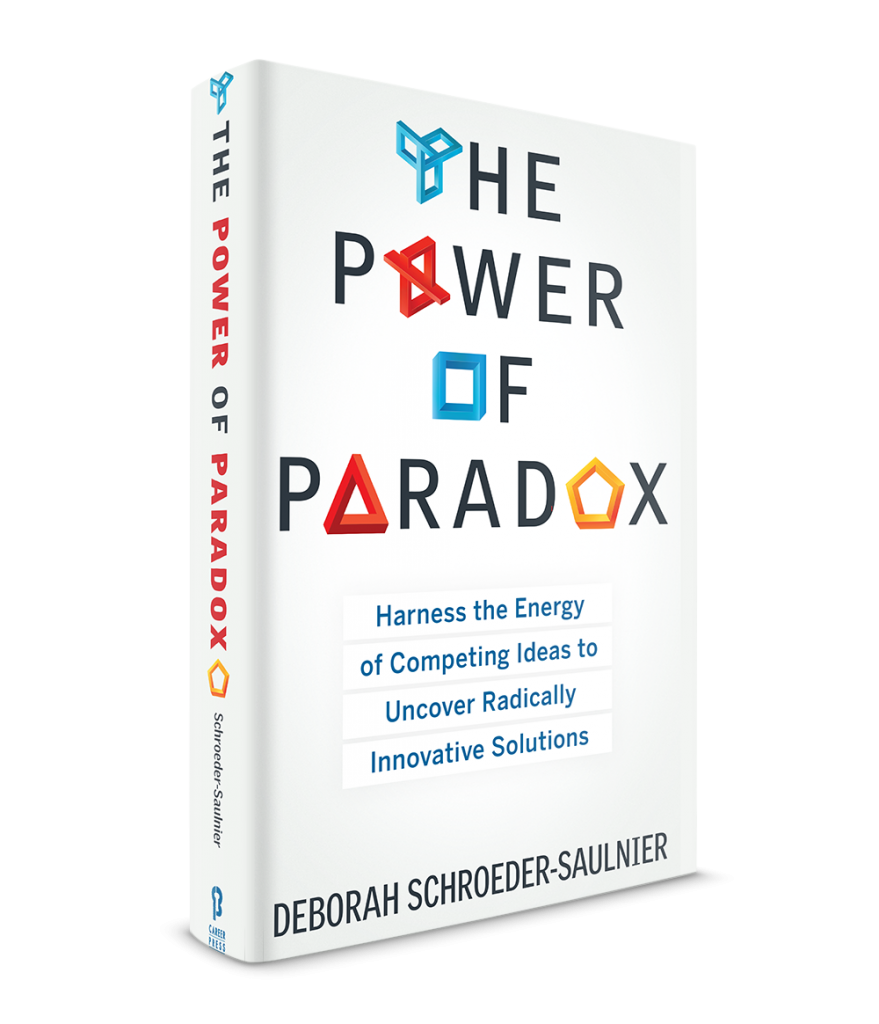 THE
POWER
OF
PARADOX
Harness the Energy
of Competing Ideas to
Uncover Radically
Innovative Solutions
DEBORAH SCHROEDER-SAULNIER
THE POWER OF PARADOX
Schroeder-Saulnier
CAREER
PRESS